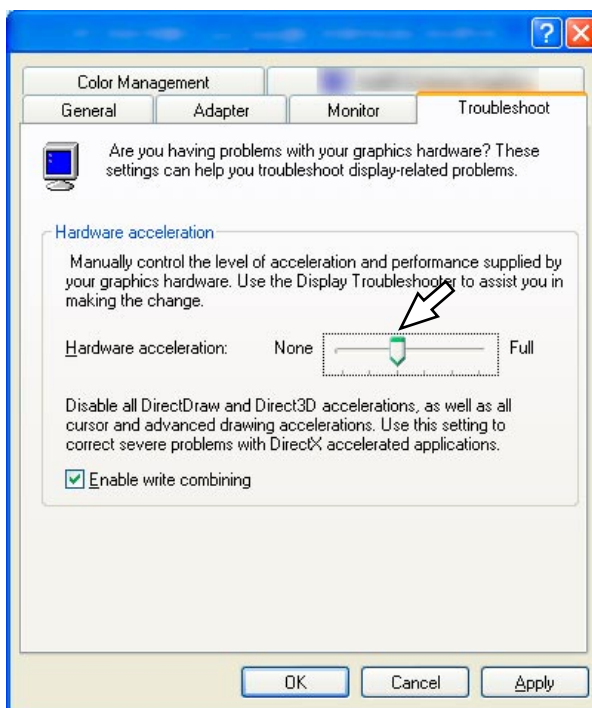 ?
Color Management
General Adapter Monitor Troubleshoot
Are you having problems with your graphics hardware? These
settings can help you troubleshoot display-related problems.
Hardware acceleration
Manually control the level of acceleration and performance supplied by
your graphics hardware. Use the Display Troubleshooter to assist you in
making the change.
Hardware acceleration: None Full
Disable all DirectDraw and Direct3D accelerations, as well as all
cursor and advanced drawing accelerations. Use this setting to
correct severe problems with DirectX accelerated applications.
Enable write combining
OK Cancel Apply